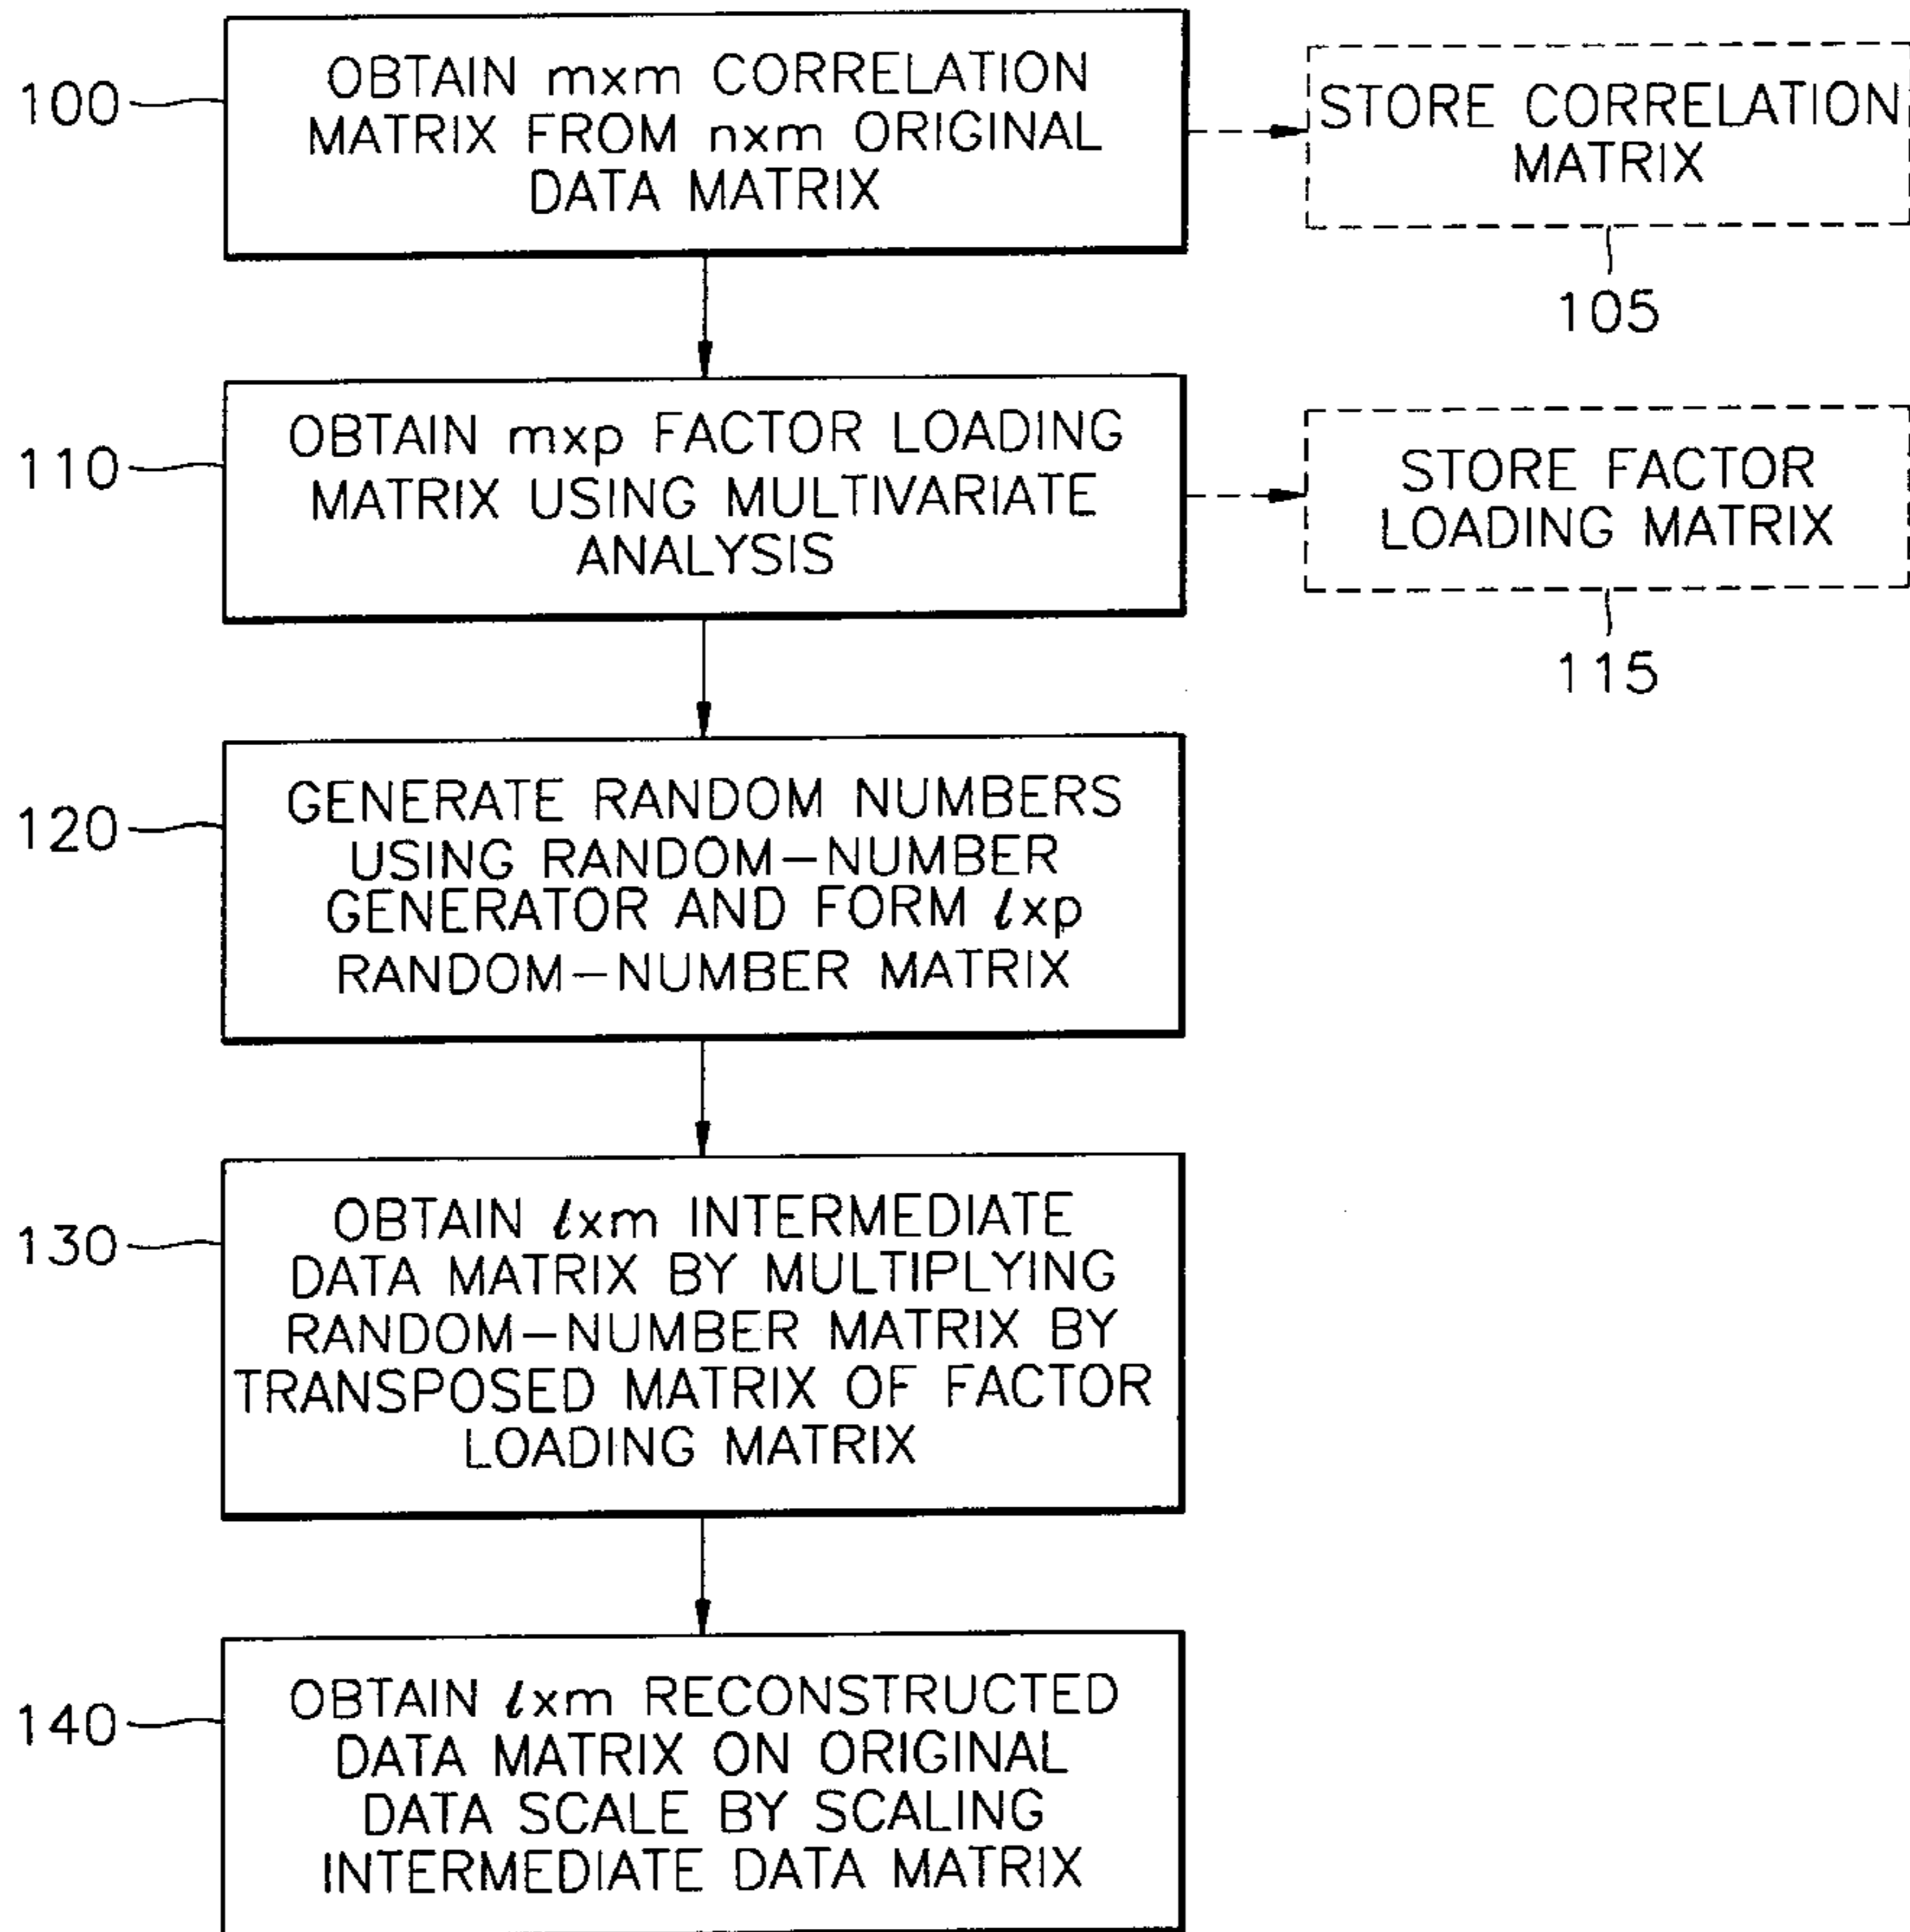 100
OBTAIN mxm CORRELATION
MATRIX FROM nxm ORIGINAL
DATA MATRIX
STORE CORRELATION
MATRIX
105
110
OBTAIN mxp FACTOR LOADING
MATRIX USING MULTIVARIATE
ANALYSIS
STORE FACTOR
LOADING MATRIX
115
120
GENERATE RANDOM NUMBERS
USING RANDOM-NUMBER
GENERATOR AND FORM ℓxp
RANDOM-NUMBER MATRIX
130
OBTAIN ℓxm INTERMEDIATE
DATA MATRIX BY MULTIPLYING
RANDOM-NUMBER MATRIX BY
TRANSPOSED MATRIX OF FACTOR
LOADING MATRIX
140
OBTAIN ℓxm RECONSTRUCTED
DATA MATRIX ON ORIGINAL
DATA SCALE BY SCALING
INTERMEDIATE DATA MATRIX